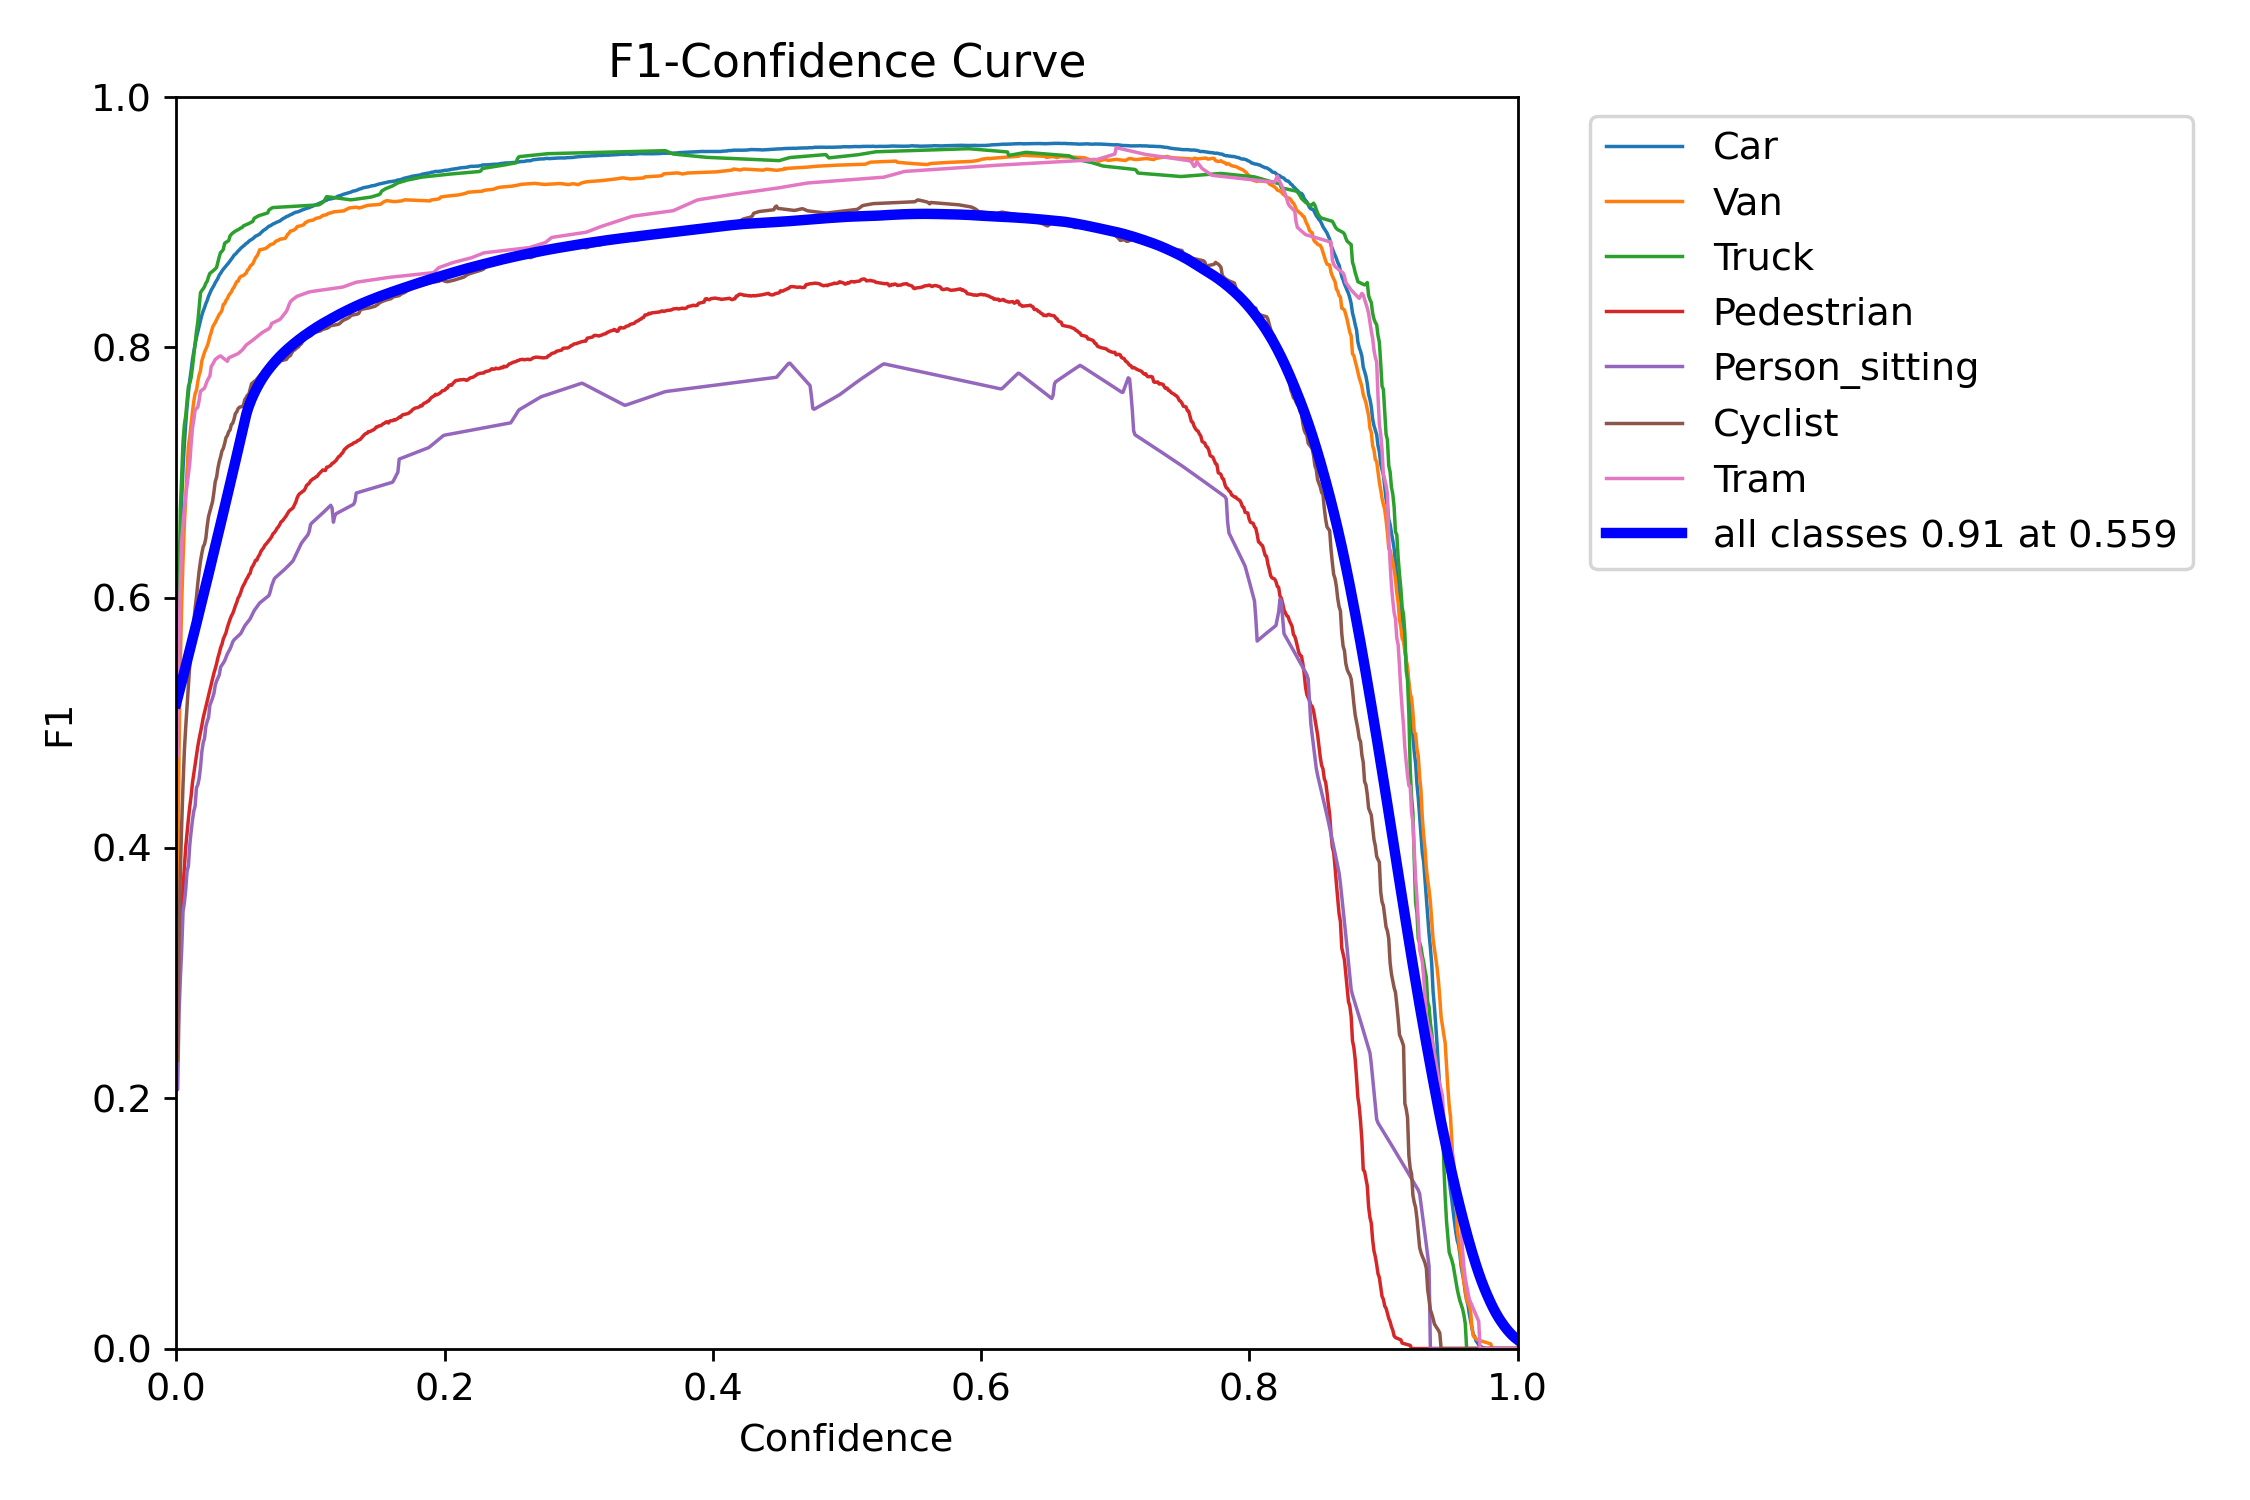 F1-Confidence Curve
1.0
0.8
0.6
0.4
0.2
0.0
F1
0.0 0.2 0.4 0.6 0.8 1.0
Confidence
Car
Van
Truck
Pedestrian
Person_sitting
Cyclist
Tram
all classes 0.91 at 0.559